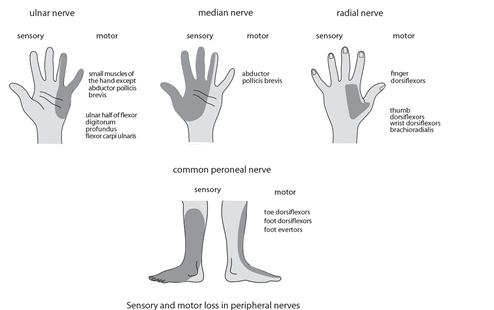 ulnar nerve
sensory
motor
small muscles of
the hand except
abductor pollicis
brevis
ulnar half of flexor
digitorum
profundus
flexor carpi ulnaris
median nerve
sensory
motor
abductor
pollicis brevis
radial nerve
sensory
motor
finger
dorsiflexors
thumb
dorsiflexors
wrist dorsiflexors
brachioradialis
common peroneal nerve
sensory
motor
toe dorsiflexors
foot dorsiflexors
foot evertors
Sensory and motor loss in peripheral nerves